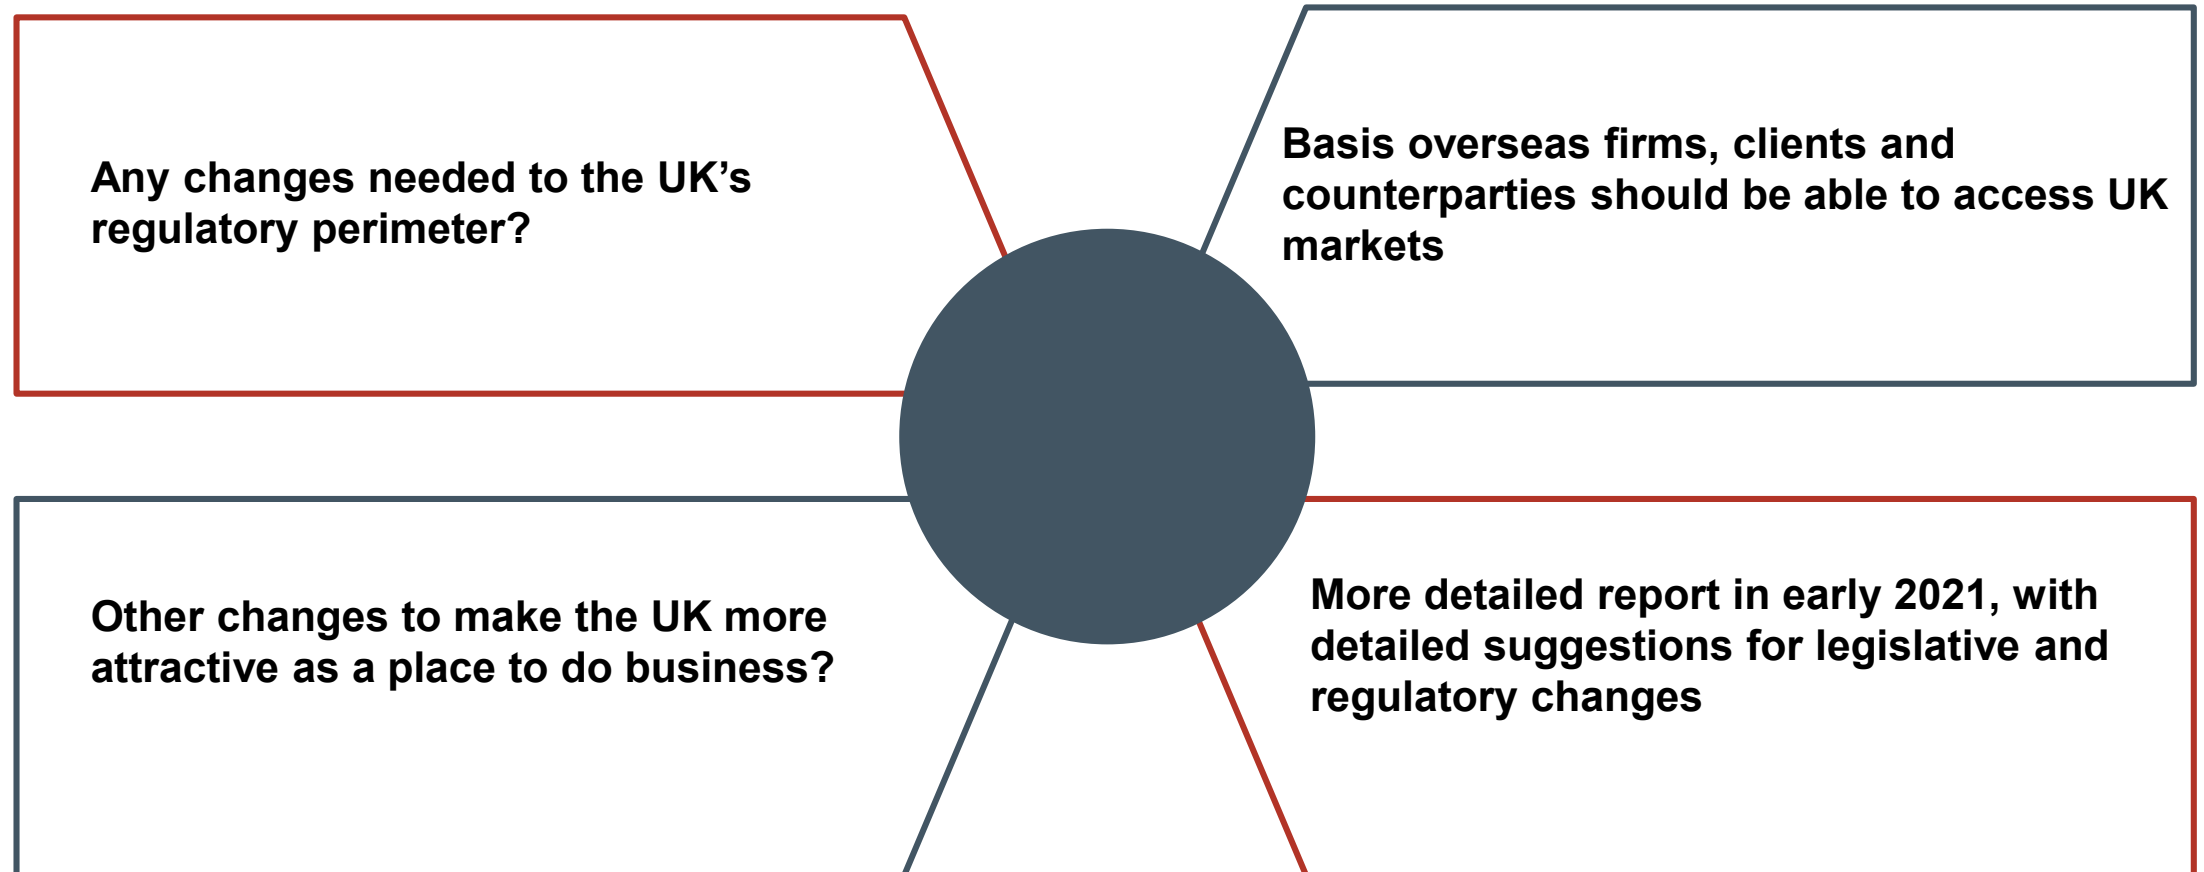 Any changes needed to the UK’s
regulatory perimeter?
Basis overseas firms, clients and
counterparties should be able to access UK
markets
Other changes to make the UK more
attractive as a place to do business?
More detailed report in early 2021, with
detailed suggestions for legislative and
regulatory changes